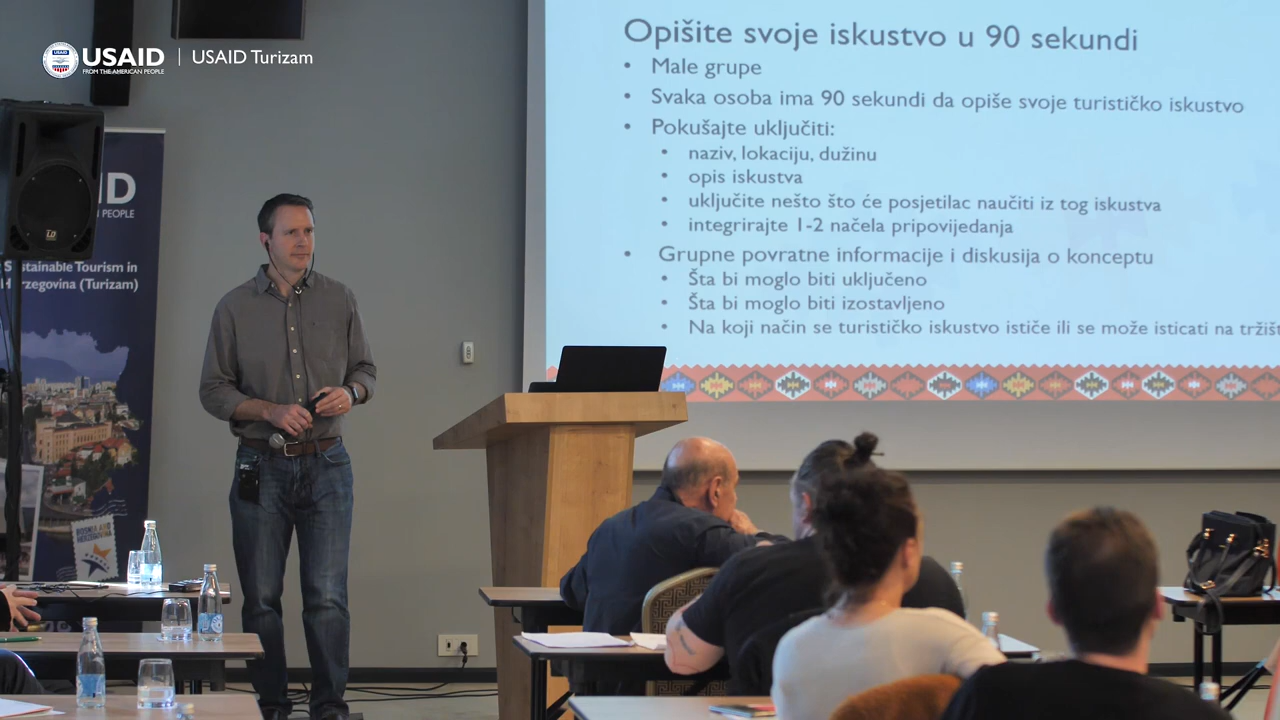 USAID
FROM THE AMERICAN PEOPLE
USAID Turizam
Opišite svoje iskustvo u 90 sekundi
• Male grupe
• Svaka osoba ima 90 sekundi da opiše svoje turističko iskustvo
• Pokušajte uključiti:
• naziv, lokaciju, dužinu
• opis iskustva
• uključite nešto što će posjetilac naučiti iz tog iskustva
• integrirajte 1-2 načela pripovijedanja
• Grupne povratne informacije i diskusija o konceptu
• Šta bi moglo biti uključeno
• Šta bi moglo biti izostavljeno
• Na koji način se turističko iskustvo ističe ili se može isticati na tržišt
ID
PEOPLE
Sustainable Tourism in
Herzegovina (Turizam)
BOSNIA AND
HERZEGOVINA